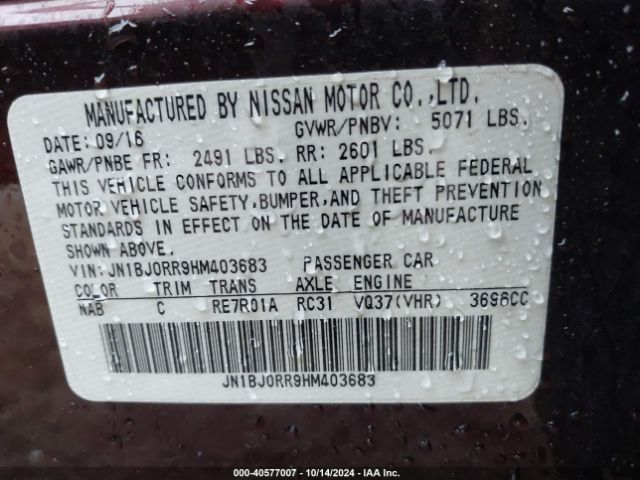 MANUFACTURED BY NISSAN MOTOR CO.,LTD.
DATE: 09/16 GVWR/PNBV: 5071 LBS.
GAWR/PNBE FR: 2491 LBS. RR: 2601 LBS.
THIS VEHICLE CONFORMS TO ALL APPLICABLE FEDERAL
MOTOR VEHICLE SAFETY,BUMPER,AND THEFT PREVENTION
STANDARDS IN EFFECT ON THE DATE OF MANUFACTURE
SHOWN ABOVE.
VIN:JN1BJ0RR9HM403683 PASSENGER CAR
COLOR TRIM TRANS AXLE ENGINE
NAB C RE7R01A RC31 VQ37(VHR) 3696CC
JN1BJ0RR9HM403683
000-40577007 | 10/14/2024 | IAA Inc.